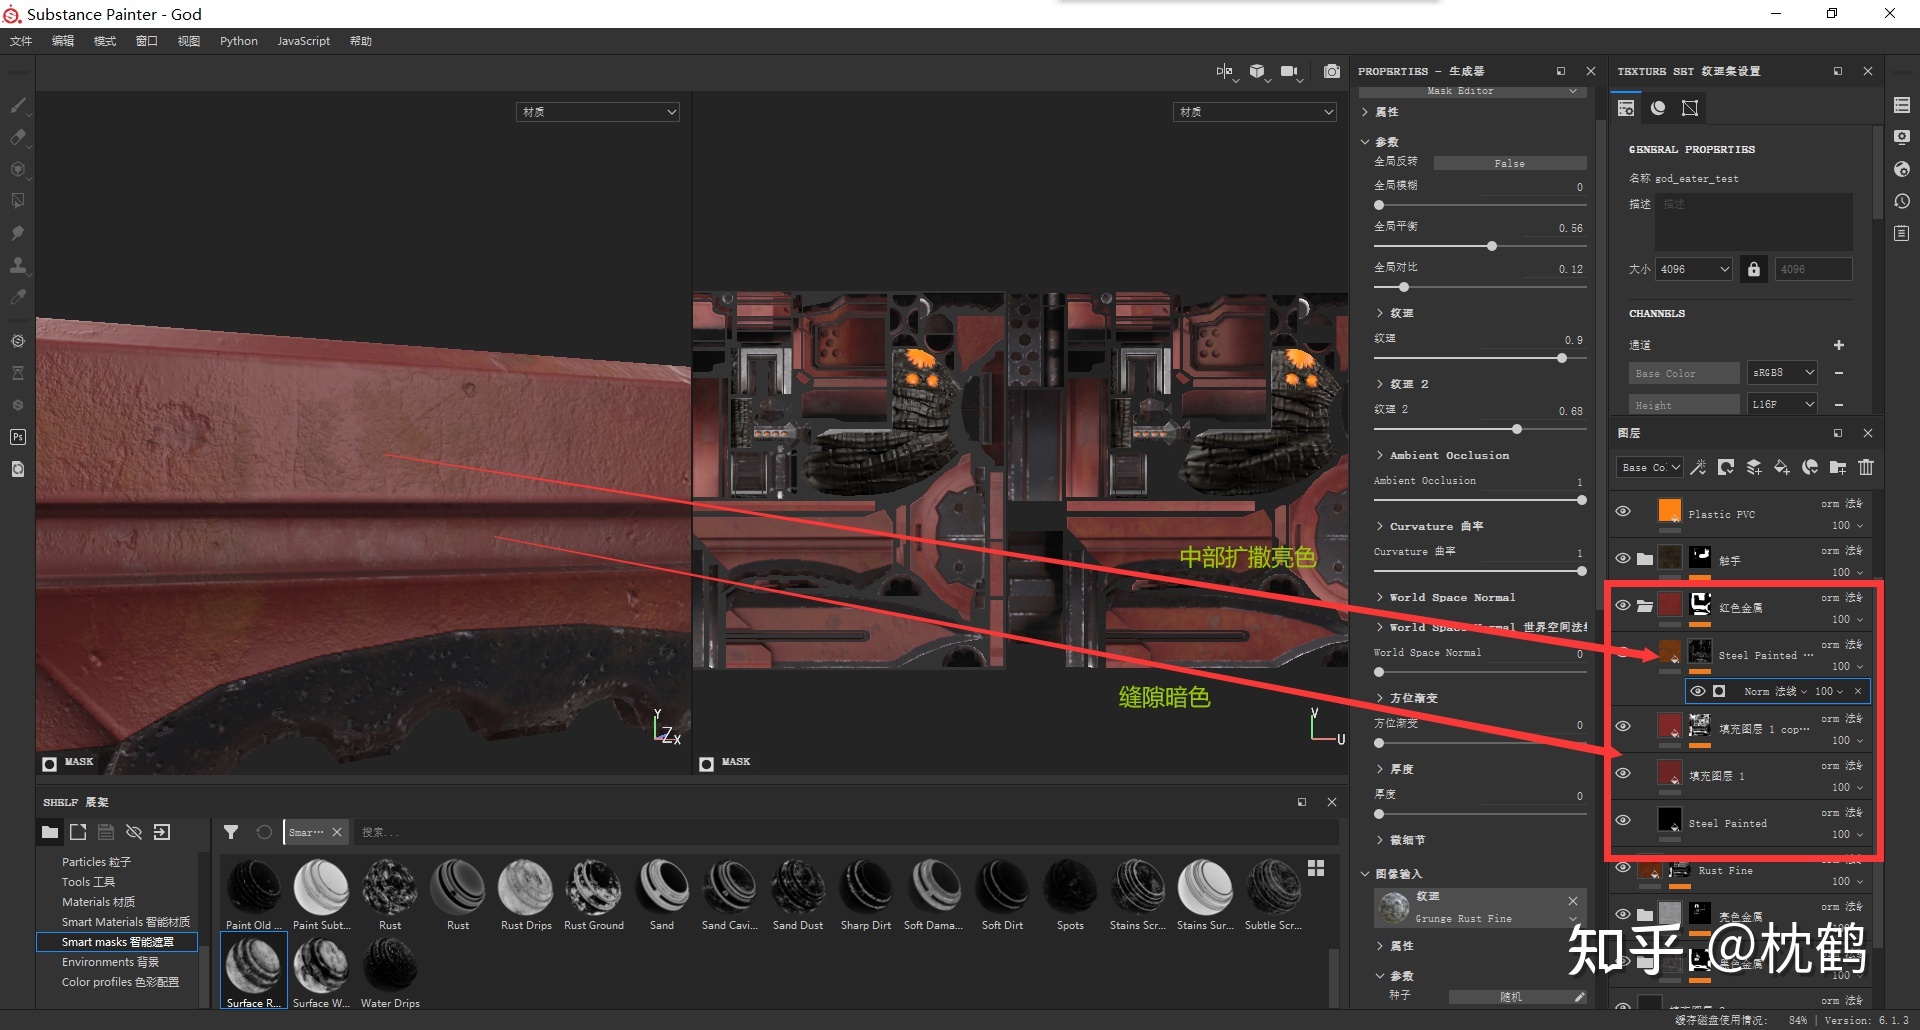 Substance Painter - God
文件 编辑 模式 窗口 视图 Python JavaScript 帮助
材质
材质
MASK
MASK
中部扩撒亮色
缝隙暗色
Y
Z
X
V
U
PROPERTIES - 生成器
Mask Editor
属性
参数
全局反转 False
全局模糊 0
全局平衡 0.56
全局对比 0.12
纹理
纹理 0.9
纹理 2
纹理 2 0.68
Ambient Occlusion
Ambient Occlusion 1
Curvature 曲率
Curvature 曲率 1
World Space Normal
World Space Normal 世界空间法线
World Space Normal 0
方位渐变
方位渐变 0
厚度
厚度 0
微细节
图像输入
纹理
Grunge Rust Fine
属性
参数
种子 随机
TEXTURE SET 纹理集设置
GENERAL PROPERTIES
名称 god_eater_test
描述 描述
大小 4096 4096
CHANNELS
通道
Base Color sRGB8
Height L16F
图层
Base Co
Plastic PVC orm 法线 100
触手 orm 法线 100
红色金属 orm 法线 100
Steel Painted ··· orm 法线 100
Norm 法线 100
填充图层 1 cop··· orm 法线 100
填充图层 1 orm 法线 100
Steel Painted orm 法线 100
Rust Fine orm 法线 100
亮色金属 orm 法线
黑色金属
orm 法线
知乎 @枕鹤
SHELF 展架
Smar··· 搜索...
Particles 粒子
Tools 工具
Materials 材质
Smart Materials 智能材质
Smart masks 智能遮罩
Environments 背景
Color profiles 色彩配置
Paint Old ... Paint Subt... Rust Rust Rust Drips Rust Ground Sand Sand Cavi... Sand Dust Sharp Dirt Soft Dama... Soft Dirt Spots Stains Scr... Stains Sur... Subtle Scr...
Surface R... Surface W... Water Drips
Ps
缓存磁盘使用情况: 84% | Version: 6.1.3